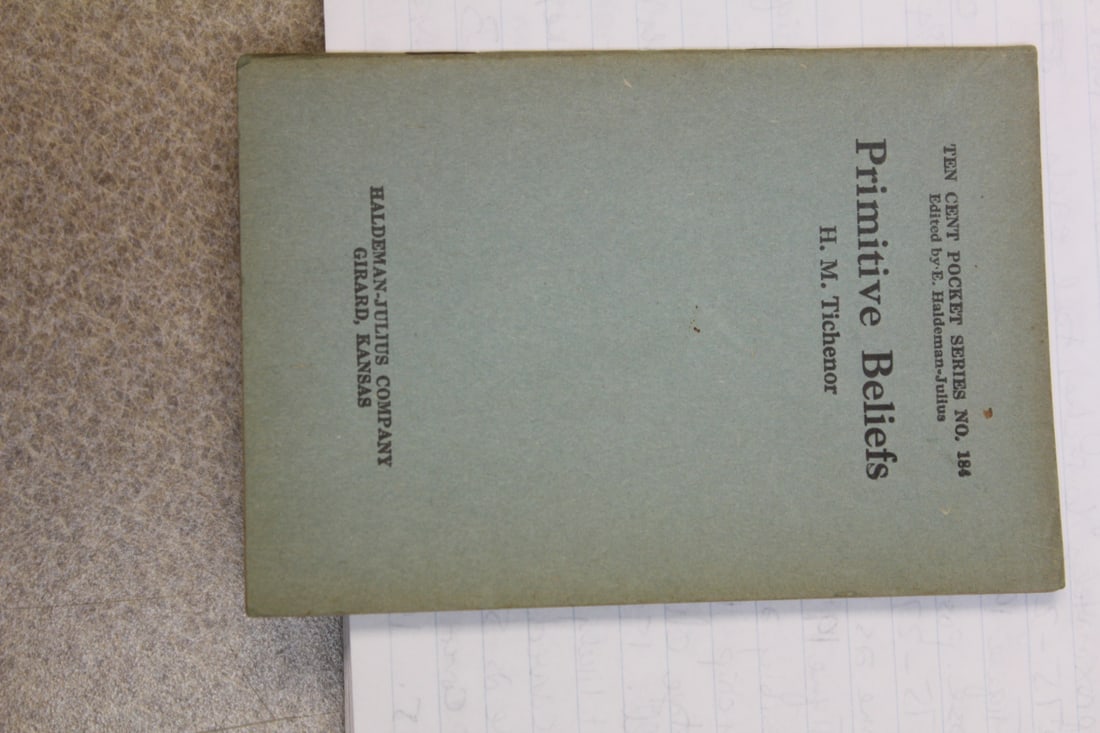 TEN CENT POCKET SERIES NO. 184
Edited by E. Haldeman-Julius
Primitive Beliefs
H. M. Tichenor
HALDEMAN-JULIUS COMPANY
GIRARD, KANSAS